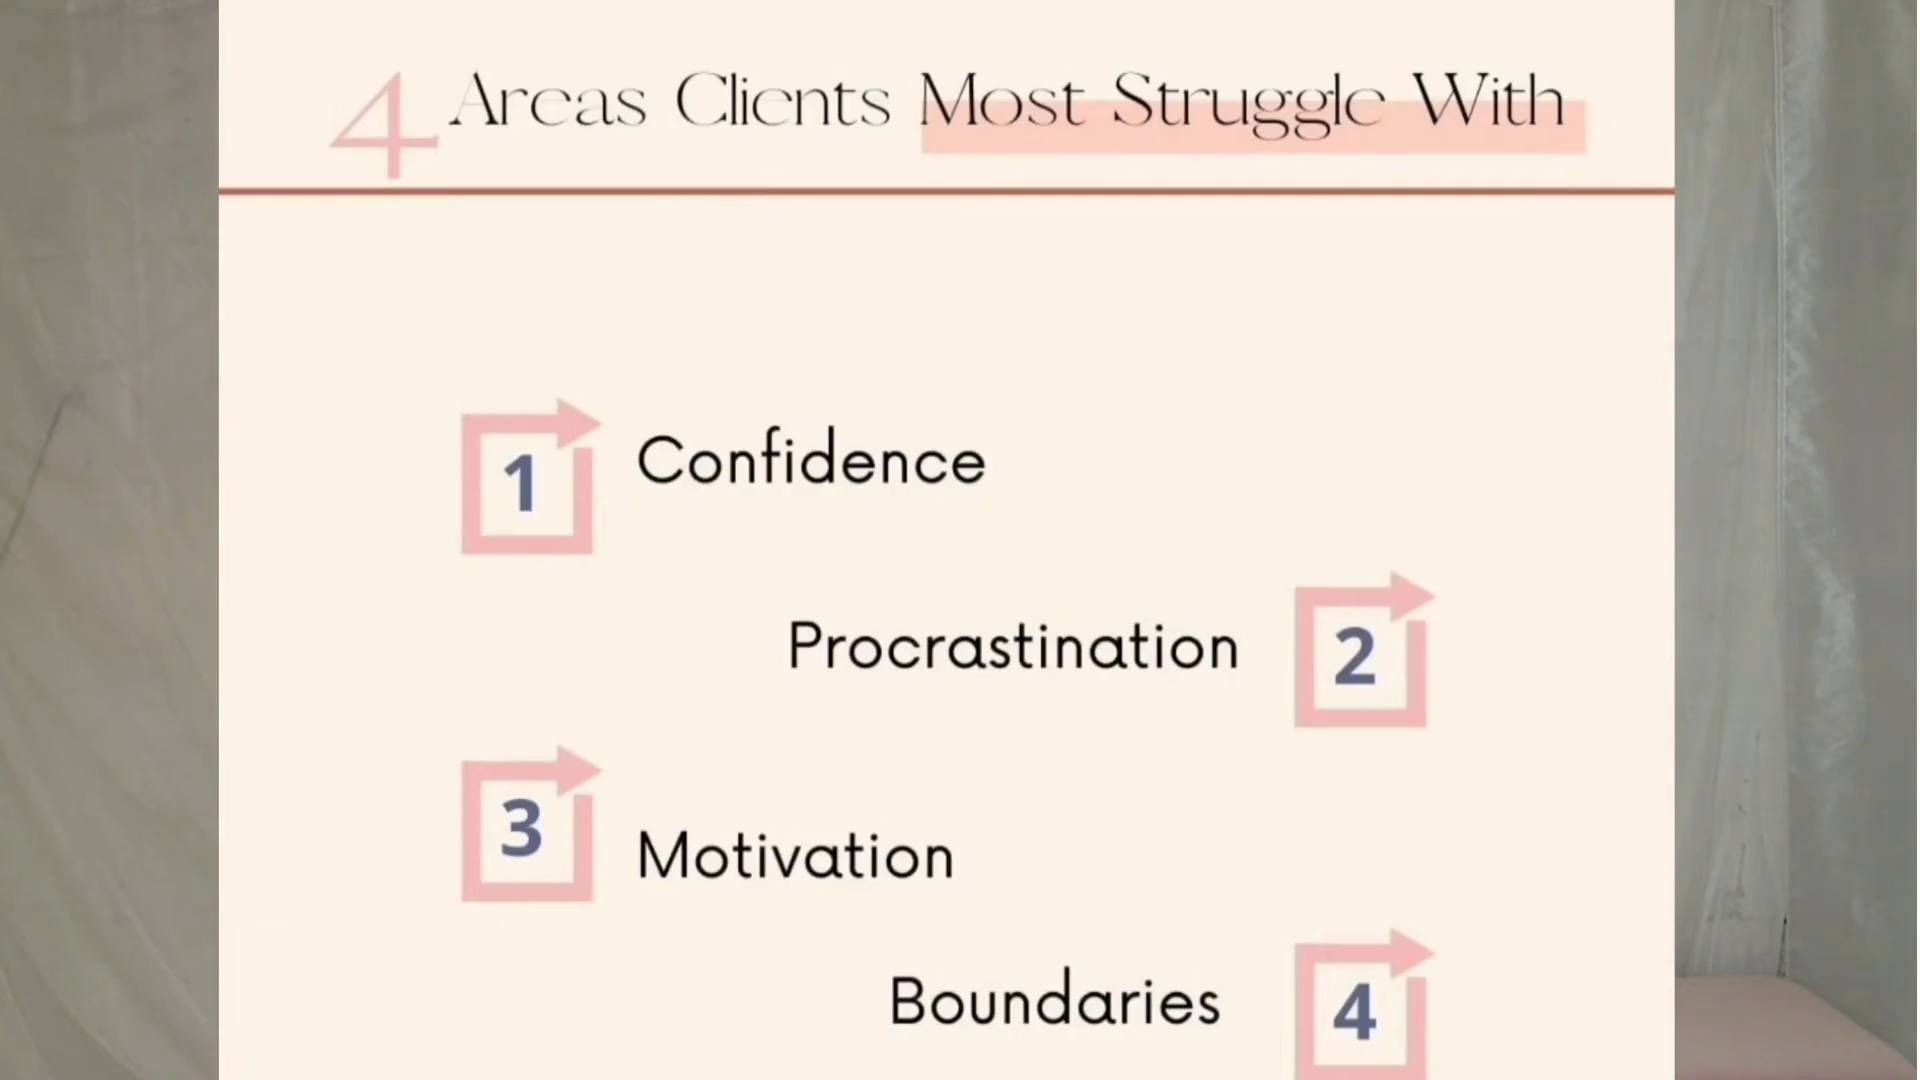 4 Areas Clients Most Struggle With
1 Confidence
Procrastination 2
3 Motivation
Boundaries 4